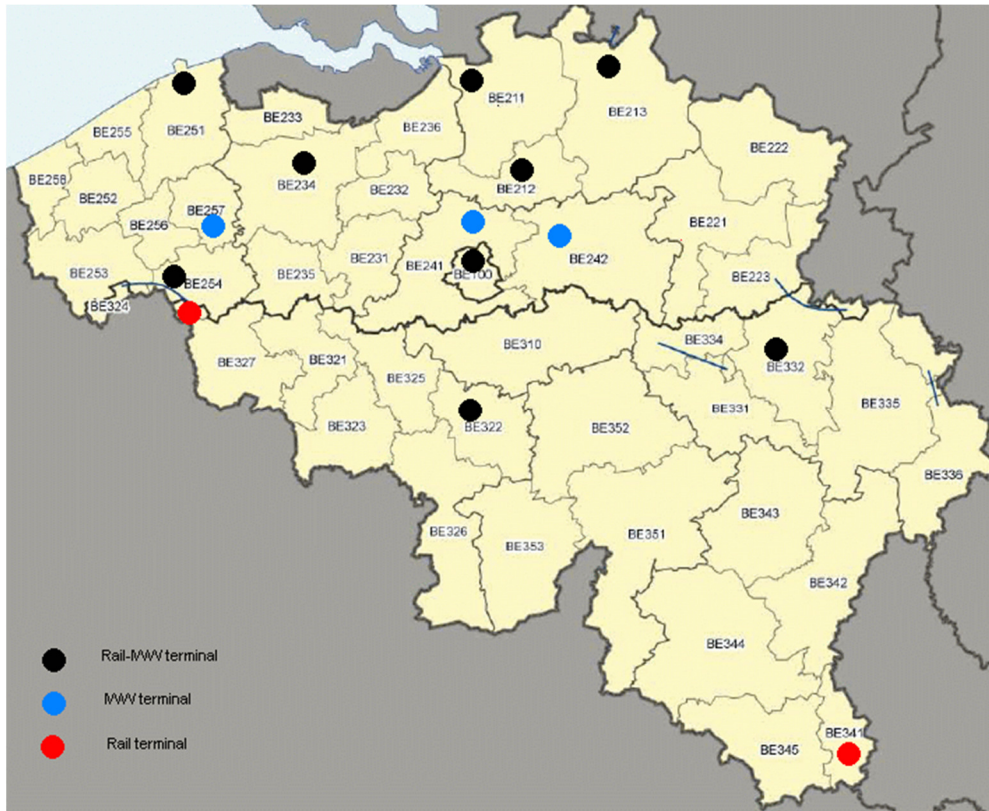 BE211
BE213
BE233
BE251
BE255
BE236
BE222
BE258
BE234
BE232
BE212
BE252
BE257
BE256
BE221
BE231
BE241
BE242
BE253
BE254
BE235
BE100
BE223
BE324
BE310
BE334
BE327
BE321
BE332
BE325
BE331
BE335
BE323
BE322
BE352
BE336
BE343
BE326
BE353
BE351
BE342
BE344
Rail-IWW terminal
IWW terminal
BE341
Rail terminal
BE345